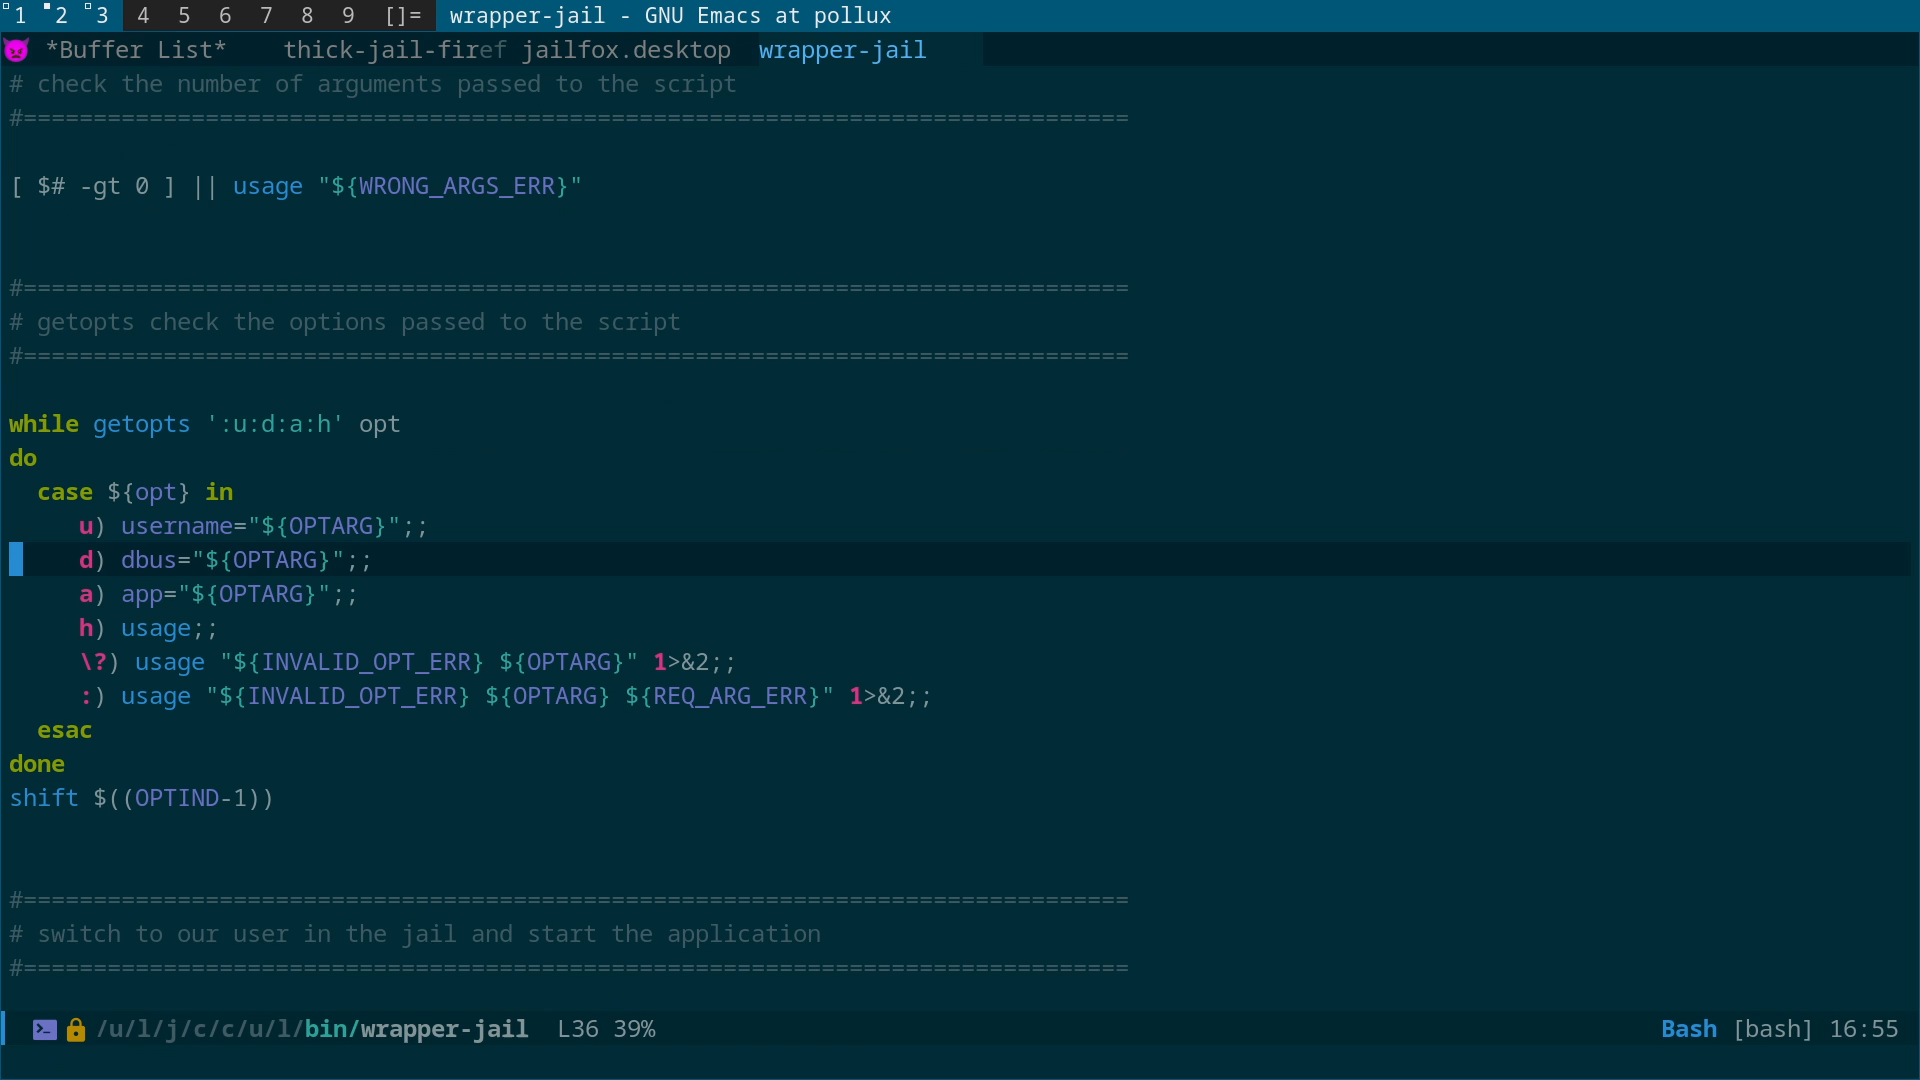 1 2 3 4 5 6 7 8 9 []= wrapper-jail - GNU Emacs at pollux
*Buffer List* thick-jail-firef jailfox.desktop wrapper-jail
# check the number of arguments passed to the script
#===============================================================================
[ $# -gt 0 ] || usage "${WRONG_ARGS_ERR}"
#===============================================================================
# getopts check the options passed to the script
#===============================================================================
while getopts ':u:d:a:h' opt
do
  case ${opt} in
     u) username="${OPTARG}";;
     d) dbus="${OPTARG}";;
     a) app="${OPTARG}";;
     h) usage;;
     \?) usage "${INVALID_OPT_ERR} ${OPTARG}" 1>&2;;
     :) usage "${INVALID_OPT_ERR} ${OPTARG} ${REQ_ARG_ERR}" 1>&2;;
  esac
done
shift $((OPTIND-1))
#===============================================================================
# switch to our user in the jail and start the application
#===============================================================================
/u/l/j/c/c/u/l/bin/wrapper-jail L36 39% Bash [bash] 16:55